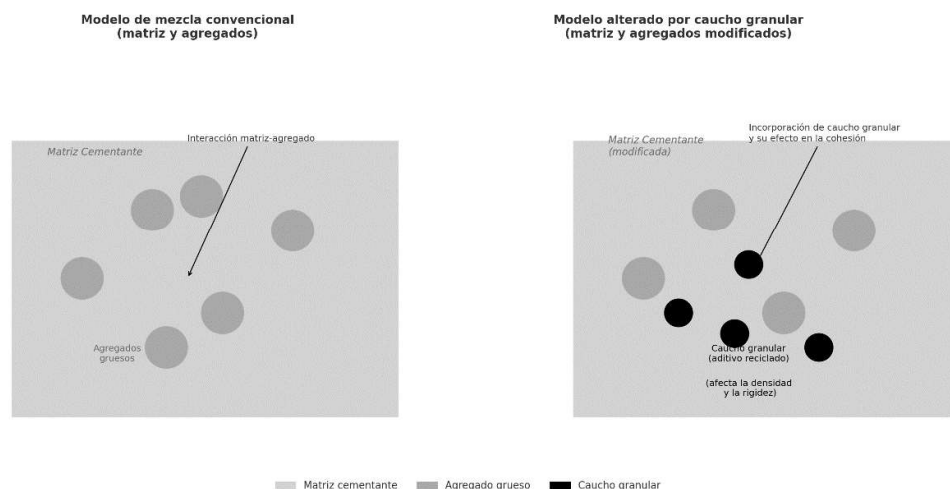 Modelo de mezcla convencional
(matriz y agregados)
Modelo alterado por caucho granular
(matriz y agregados modificados)
Interacción matriz-agregado
Matriz Cementante
Agregados
gruesos
Incorporación de caucho granular
y su efecto en la cohesión
Matriz Cementante
(modificada)
Caucho granular
(aditivo reciclado)
(afecta la densidad
y la rigidez)
Matriz cementante
Agregado grueso
Caucho granular